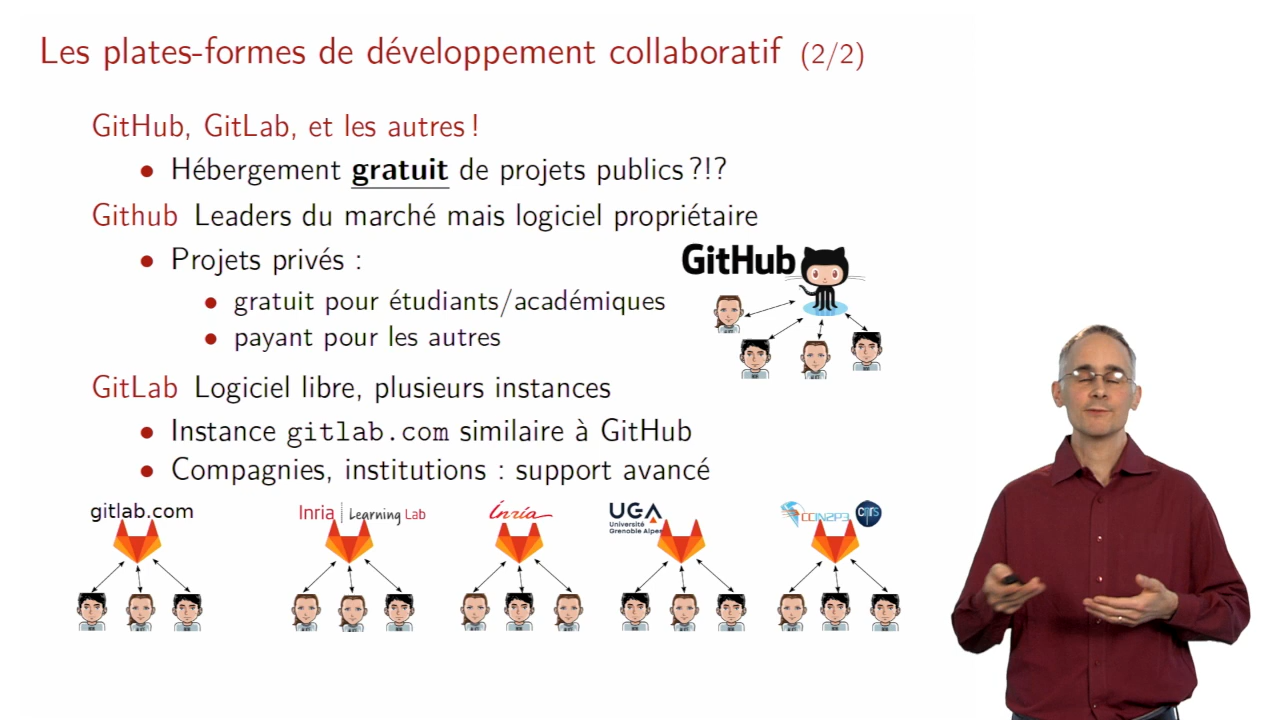 Les plates-formes de développement collaboratif (2/2)
GitHub, GitLab, et les autres !
• Hébergement gratuit de projets publics ?!?
Github Leaders du marché mais logiciel propriétaire
• Projets privés :
• gratuit pour étudiants/académiques
• payant pour les autres
GitHub
GitLab Logiciel libre, plusieurs instances
• Instance gitlab.com similaire à GitHub
• Compagnies, institutions : support avancé
gitlab.com
Inria | Learning Lab
Inria
UGA
Université
Grenoble Alpes
CCIN2P3
cnrs